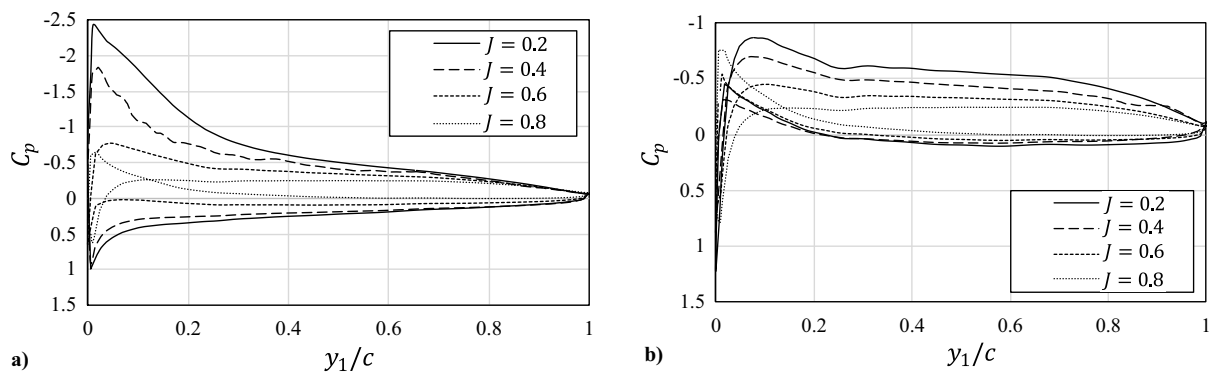 -2.5
-2
-1.5
-1
-0.5
0
0.5
1
1.5
C_p
0 0.2 0.4 0.6 0.8 1
y_1/c
J = 0.2
J = 0.4
J = 0.6
J = 0.8
a)
-1
-0.5
0
0.5
1
1.5
C_p
0 0.2 0.4 0.6 0.8 1
y_1/c
J = 0.2
J = 0.4
J = 0.6
J = 0.8
b)